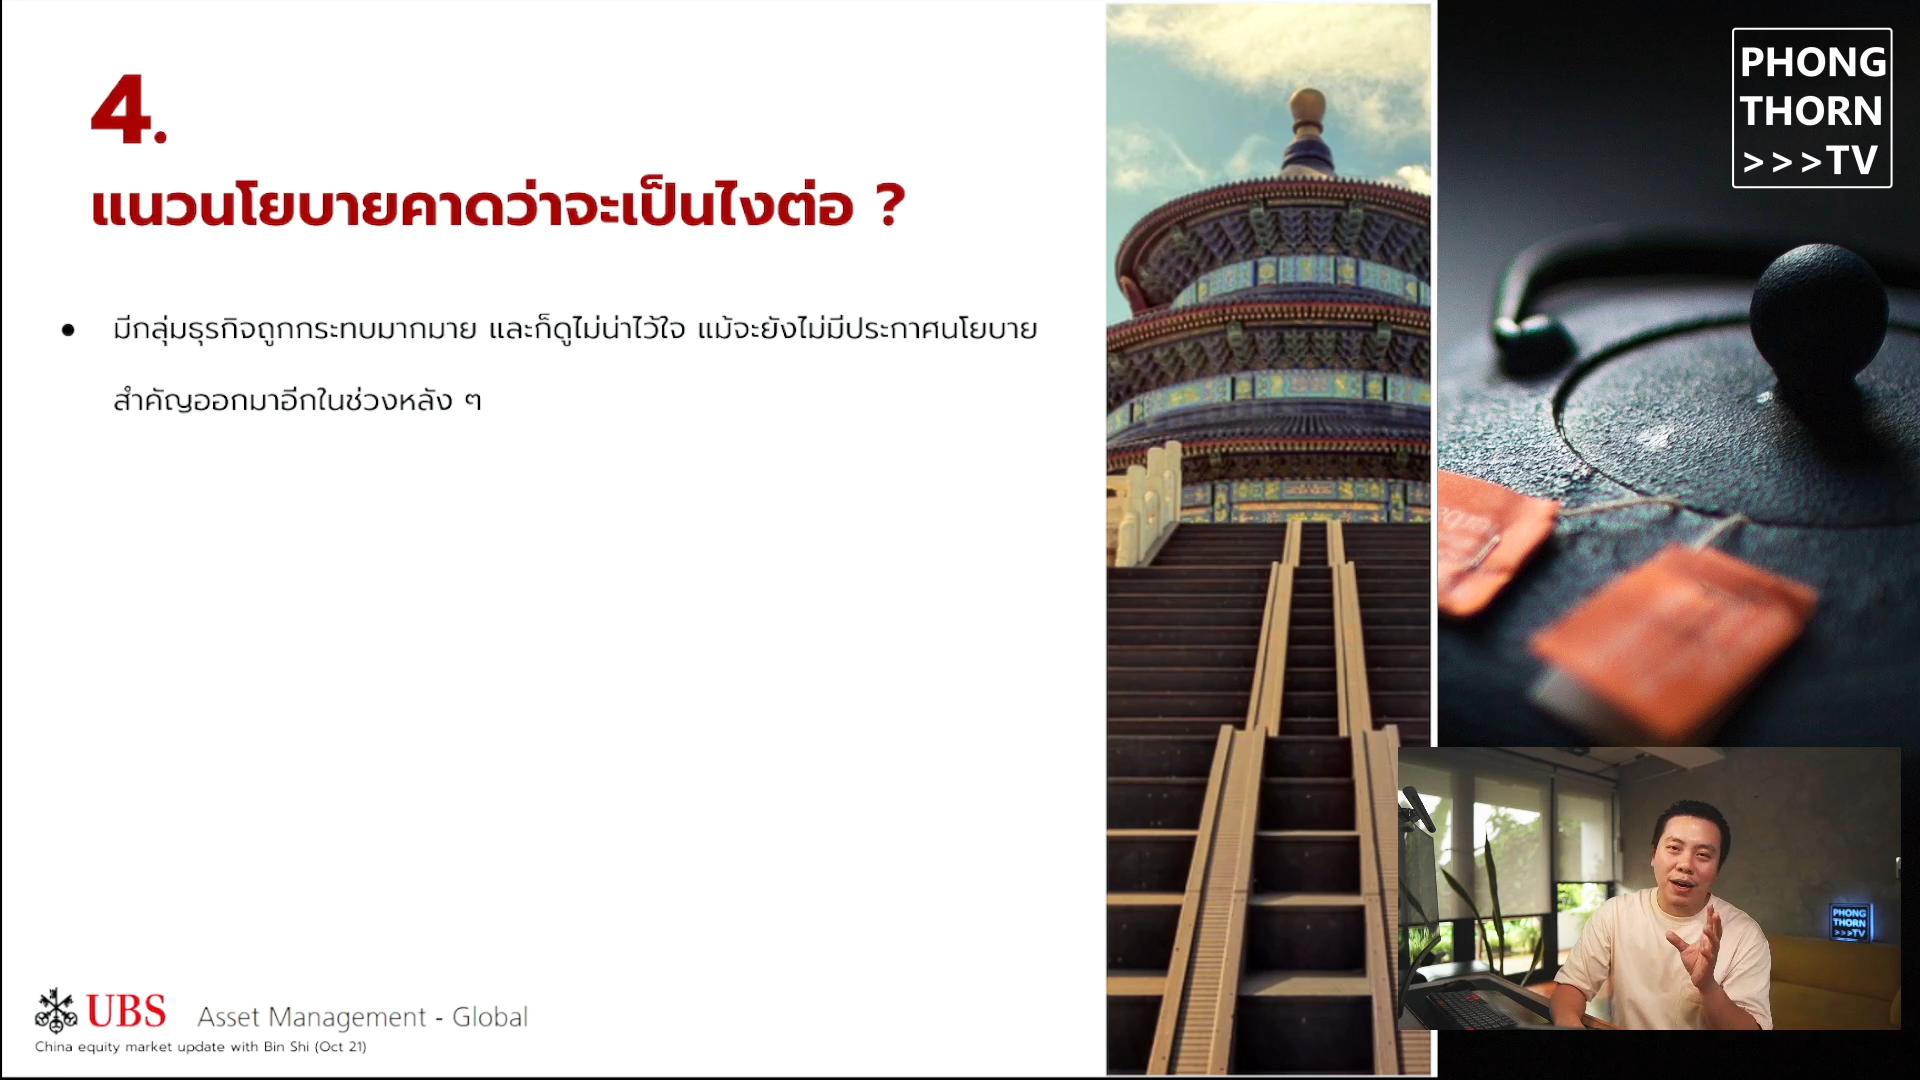 4.
แนวนโยบายคาดว่าจะเป็นไงต่อ ?
● มีกลุ่มธุรกิจถูกกระทบมากมาย และก็ดูไม่น่าไว้ใจ แม้จะยังไม่มีประกาศนโยบาย
สำคัญออกมาอีกในช่วงหลัง ๆ
UBS Asset Management - Global
China equity market update with Bin Shi (Oct 21)
PHONG
THORN
>>>TV
PHONG
THORN
>>>TV